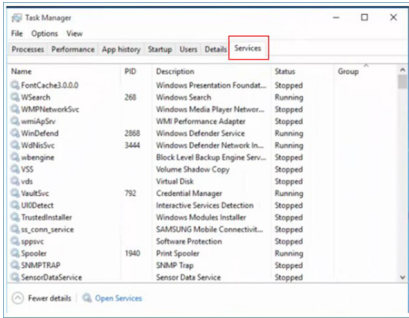 Task Manager
File Options View
Processes Performance App history Startup Users Details Services
Name PID Description Status Group
FontCache3.0.0.0 Windows Presentation Foundat... Stopped
WSearch 268 Windows Search Running
WMPNetworkSvc Windows Media Player Networ... Stopped
wmiApSrv WMI Performance Adapter Stopped
WinDefend 2868 Windows Defender Service Running
WdNisSvc 3444 Windows Defender Network In... Running
wbengine Block Level Backup Engine Serv... Stopped
VSS Volume Shadow Copy Stopped
vds Virtual Disk Stopped
VaultSvc 792 Credential Manager Running
UI0Detect Interactive Services Detection Stopped
TrustedInstaller Windows Modules Installer Stopped
ss_conn_service SAMSUNG Mobile Connectivit... Stopped
sppsvc Software Protection Stopped
Spooler 1940 Print Spooler Running
SNMPTRAP SNMP Trap Stopped
SensorDataService Sensor Data Service Stopped
Fewer details Open Services